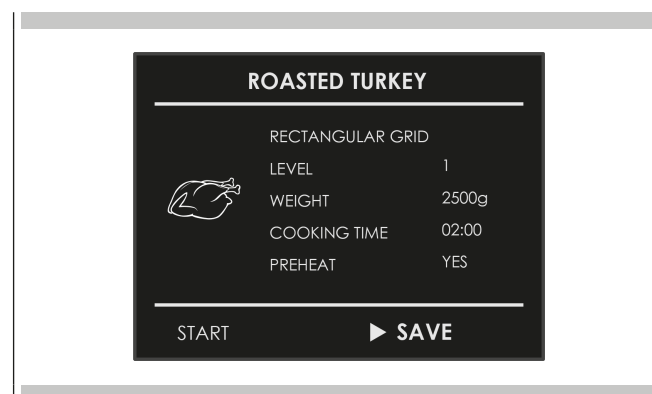 ROASTED TURKEY
RECTANGULAR GRID
LEVEL 1
WEIGHT 2500g
COOKING TIME 02:00
PREHEAT YES
START ▶ SAVE